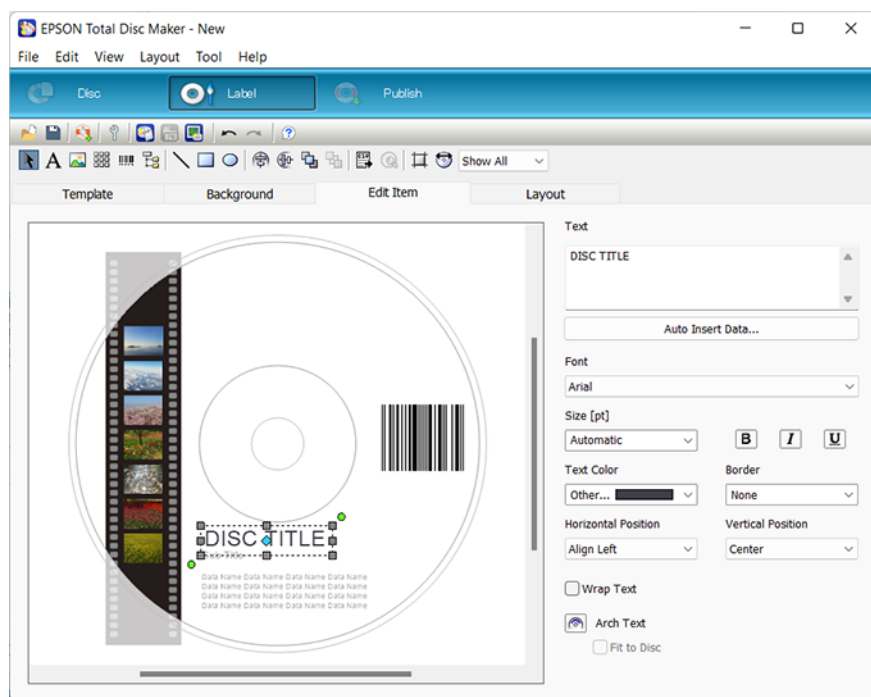 EPSON Total Disc Maker - New
File Edit View Layout Tool Help
Disc Label Publish
Show All
Template Background Edit Item Layout
Text
DISC TITLE
Auto Insert Data...
Font
Arial
Size [pt]
Automatic B I U
Text Color Border
Other... None
Horizontal Position Vertical Position
Align Left Center
Wrap Text
Arch Text
Fit to Disc
DISC TITLE
Sub Title
Data Name Data Name Data Name Data Name
Data Name Data Name Data Name Data Name
Data Name Data Name Data Name Data Name
Data Name Data Name Data Name Data Name